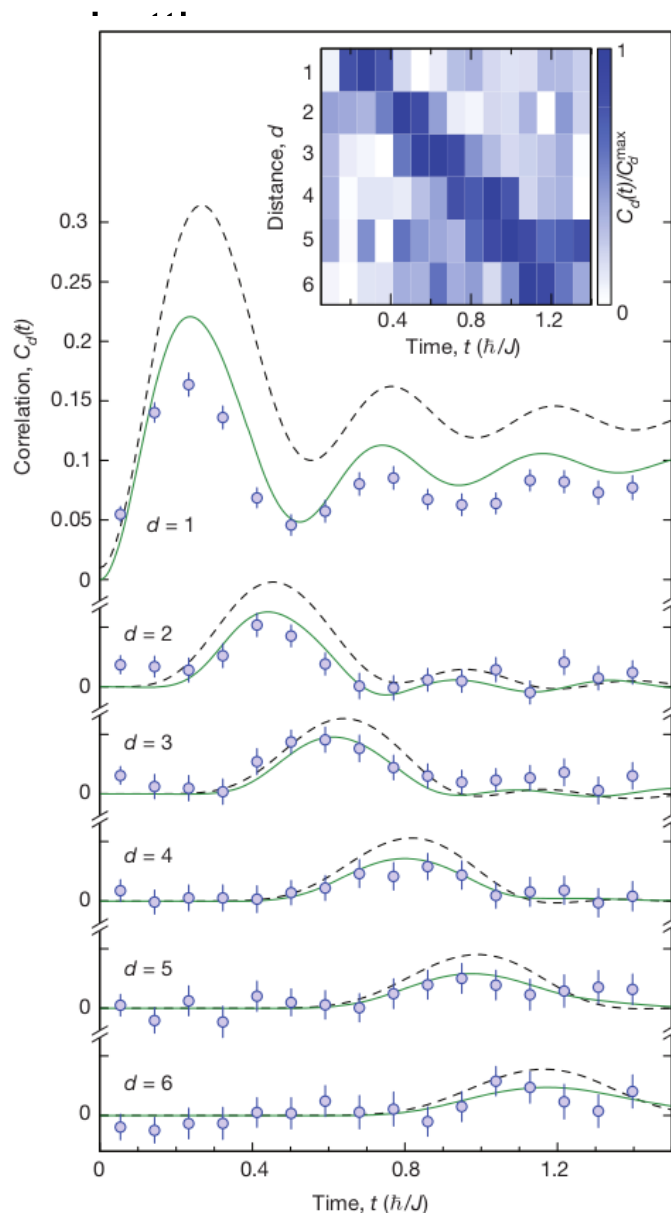 1
2
3
4
5
6
Distance, d
0.4
0.8
1.2
Time, t (ℏ/J)
1
0
C_d(t)/C_d^max
0.3
0.25
0.2
0.15
0.1
0.05
0
Correlation, C_d(t)
d = 1
d = 2
0
d = 3
0
d = 4
0
d = 5
0
d = 6
0
0
0.4
0.8
1.2
Time, t (ℏ/J)